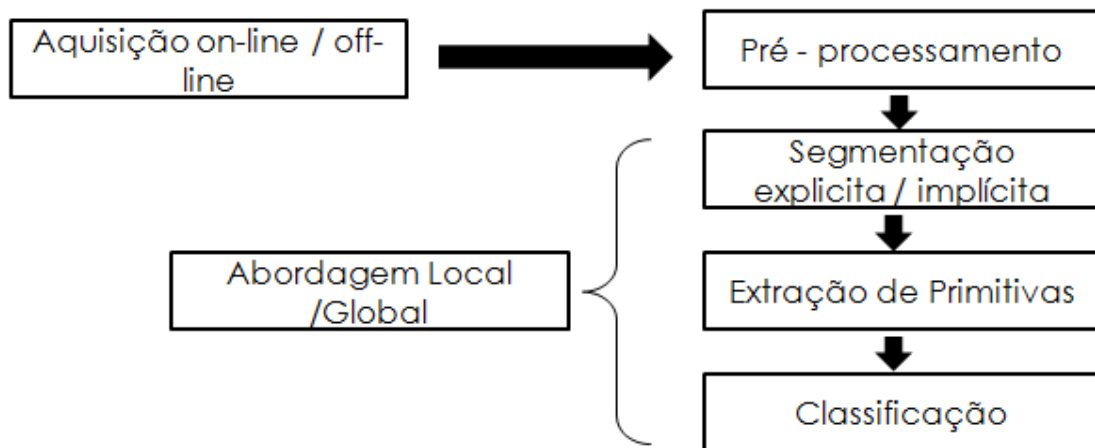 Aquisição on-line / off-
line
Pré - processamento
Segmentação
explicita / implícita
Abordagem Local
/Global
Extração de Primitivas
Classificação